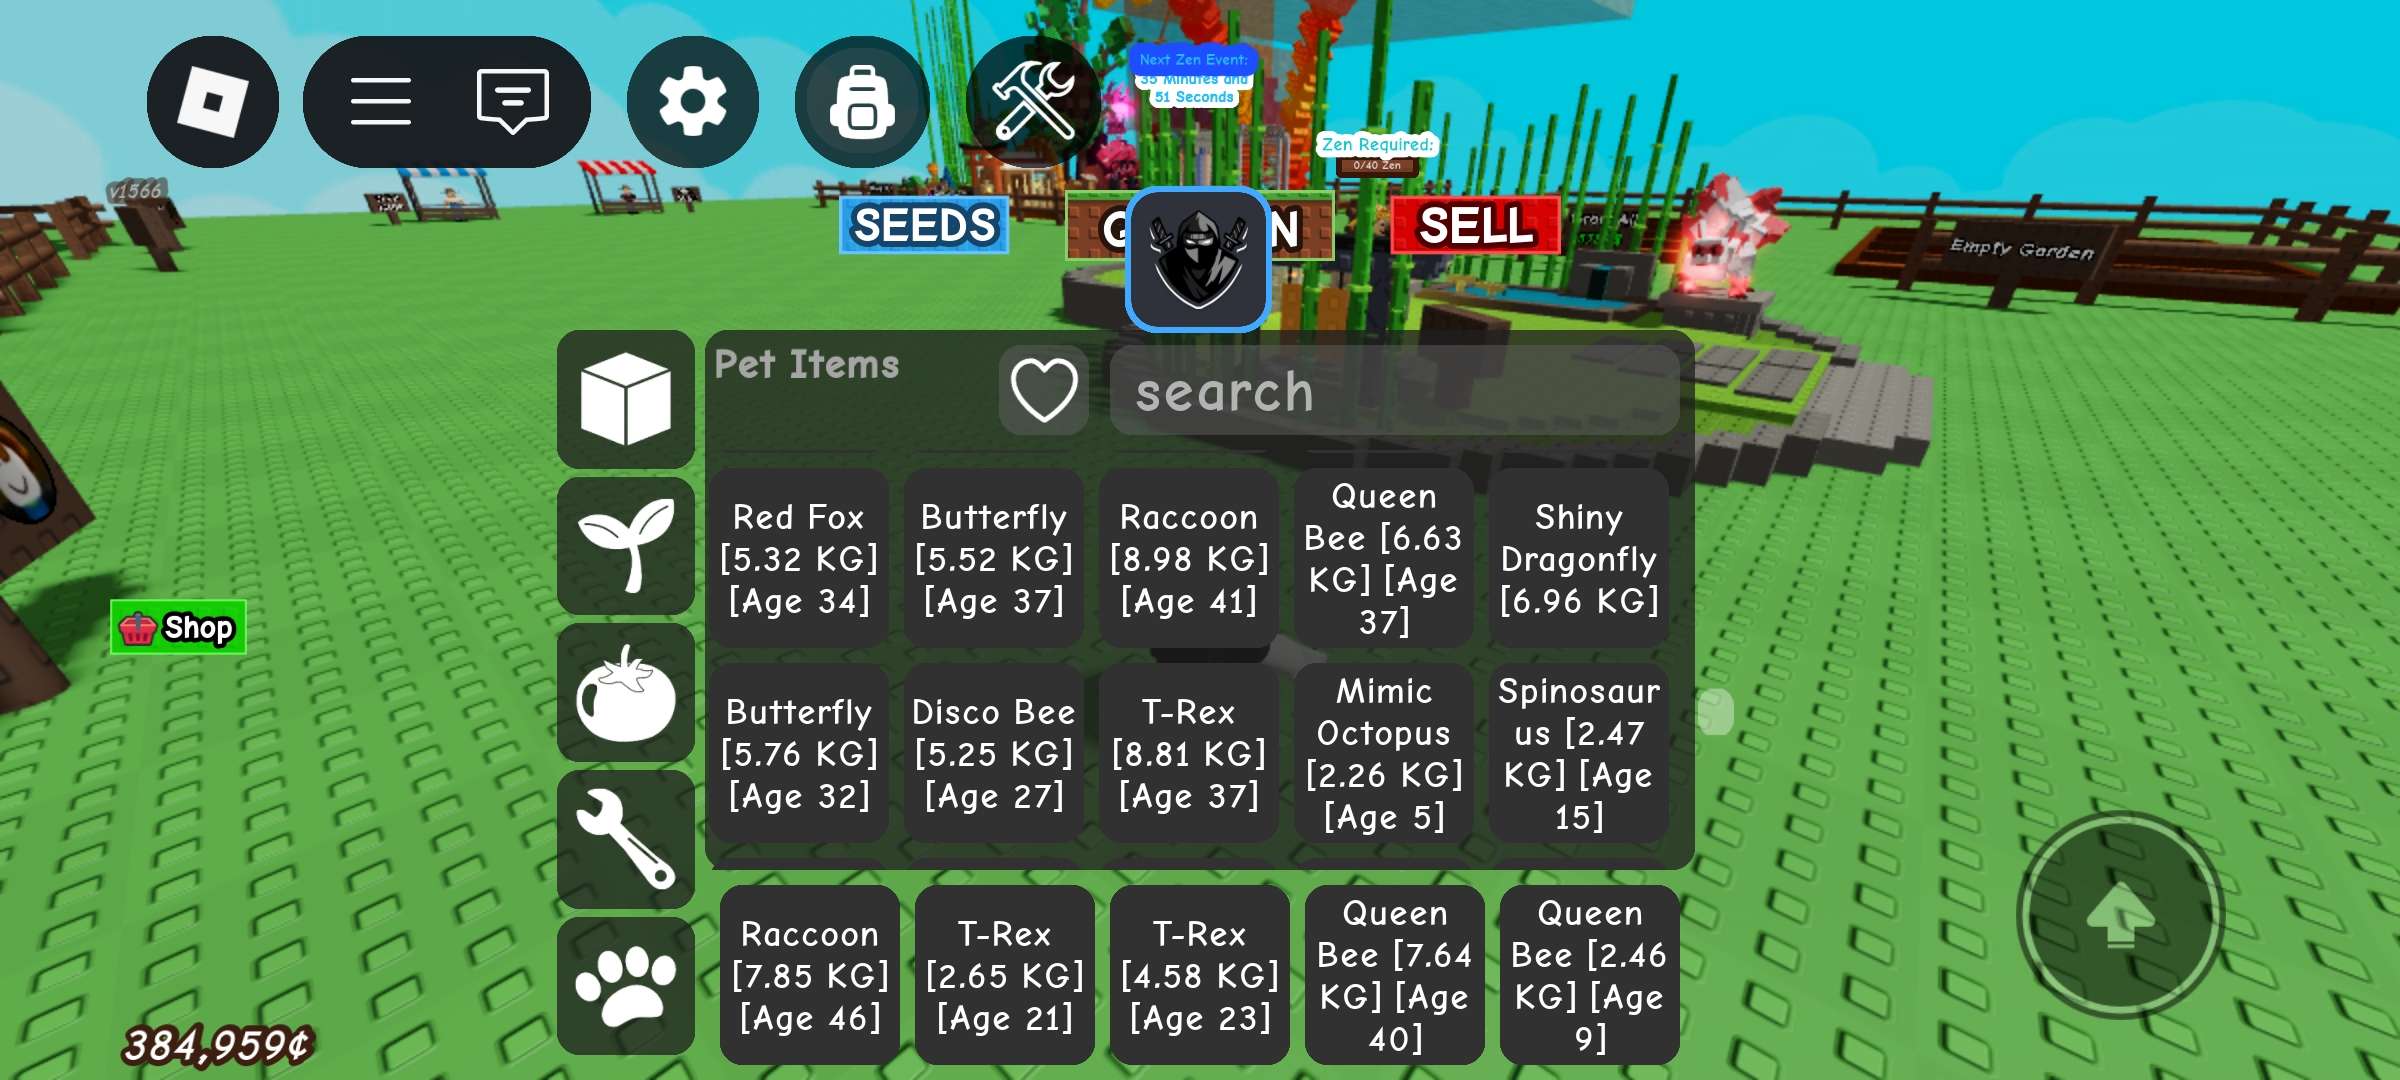 Next Zen Event:
35 Minutes and
51 Seconds
Zen Required:
0/40 Zen
v1566
SEEDS
SELL
Empty Garden
Pet Items
search
Red Fox
[5.32 KG]
[Age 34]
Butterfly
[5.52 KG]
[Age 37]
Raccoon
[8.98 KG]
[Age 41]
Queen
Bee [6.63
KG] [Age
37]
Shiny
Dragonfly
[6.96 KG]
Shop
Butterfly
[5.76 KG]
[Age 32]
Disco Bee
[5.25 KG]
[Age 27]
T-Rex
[8.81 KG]
[Age 37]
Mimic
Octopus
[2.26 KG]
[Age 5]
Spinosaur
us [2.47
KG] [Age
15]
Raccoon
[7.85 KG]
[Age 46]
T-Rex
[2.65 KG]
[Age 21]
T-Rex
[4.58 KG]
[Age 23]
Queen
Bee [7.64
KG] [Age
40]
Queen
Bee [2.46
KG] [Age
9]
384,959¢